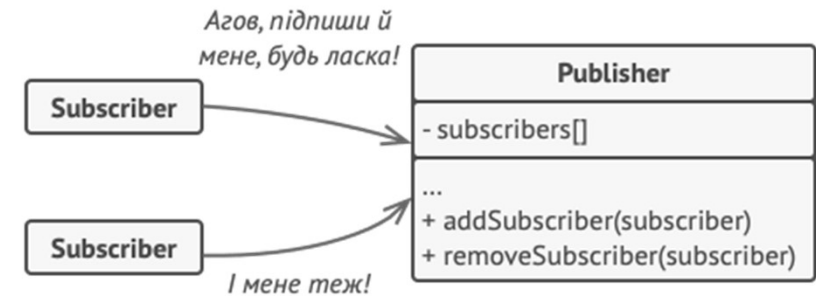 Агов, підпиши й
мене, будь ласка!
Subscriber
Publisher
- subscribers[]
...
+ addSubscriber(subscriber)
+ removeSubscriber(subscriber)
Subscriber
І мене теж!